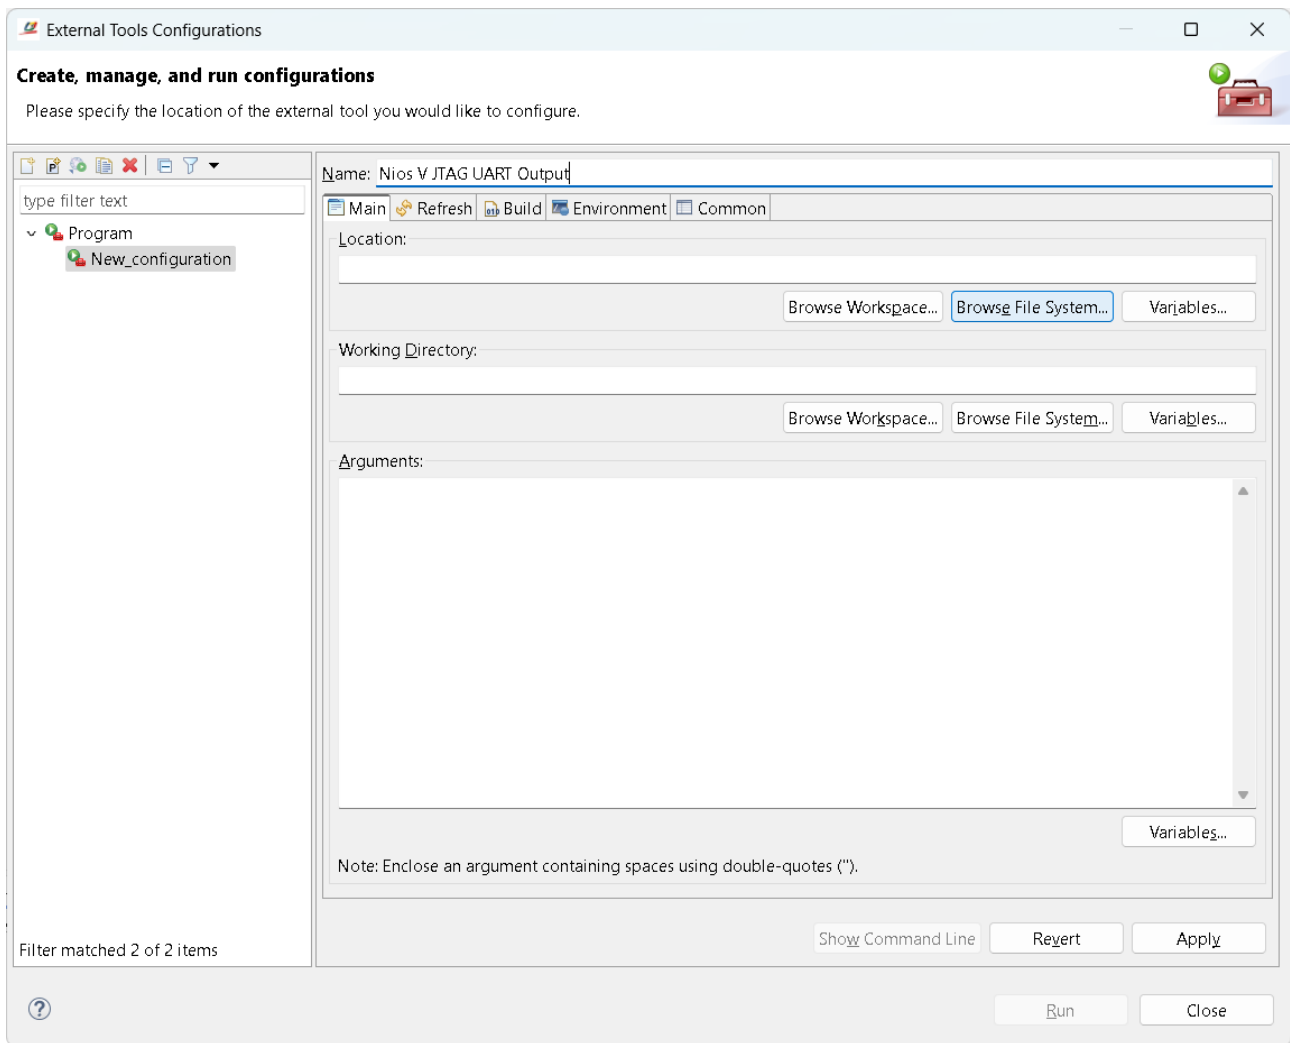 External Tools Configurations
Create, manage, and run configurations
Please specify the location of the external tool you would like to configure.
type filter text
Program
New_configuration
Filter matched 2 of 2 items
Name: Nios V JTAG UART Output
Main Refresh Build Environment Common
Location:
Browse Workspace... Browse File System... Variables...
Working Directory:
Browse Workspace... Browse File System... Variables...
Arguments:
Variables...
Note: Enclose an argument containing spaces using double-quotes (").
Show Command Line Revert Apply
Run Close